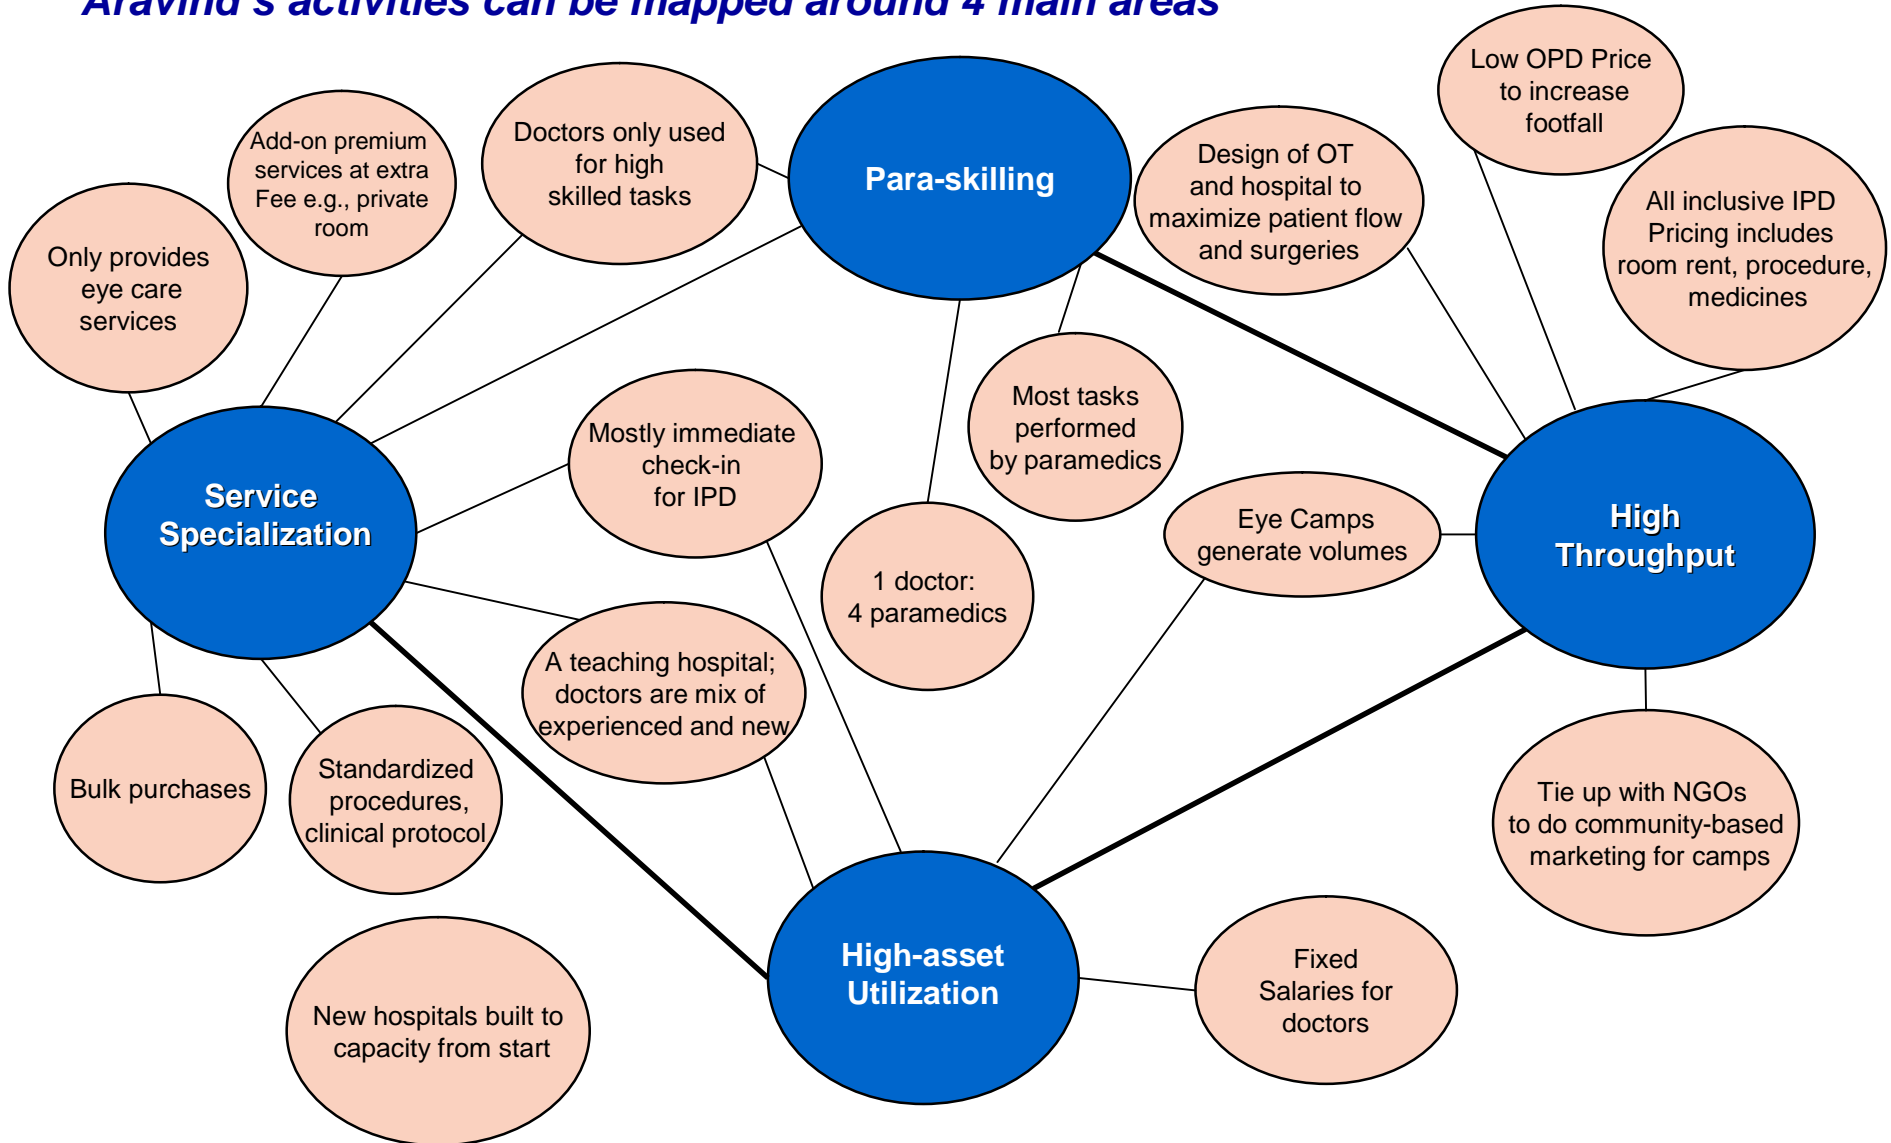 Aravind's activities can be mapped around 4 main areas
Low OPD Price
to increase
footfall
Doctors only used
for high
skilled tasks
Add-on premium
services at extra
Fee e.g., private
room
Para-skilling
Design of OT
and hospital to
maximize patient flow
and surgeries
All inclusive IPD
Pricing includes
room rent, procedure,
medicines
Only provides
eye care
services
Most tasks
performed
by paramedics
Mostly immediate
check-in
for IPD
Service
Specialization
Eye Camps
generate volumes
High
Throughput
1 doctor:
4 paramedics
A teaching hospital;
doctors are mix of
experienced and new
Bulk purchases
Standardized
procedures,
clinical protocol
Tie up with NGOs
to do community-based
marketing for camps
High-asset
Utilization
Fixed
Salaries for
doctors
New hospitals built to
capacity from start